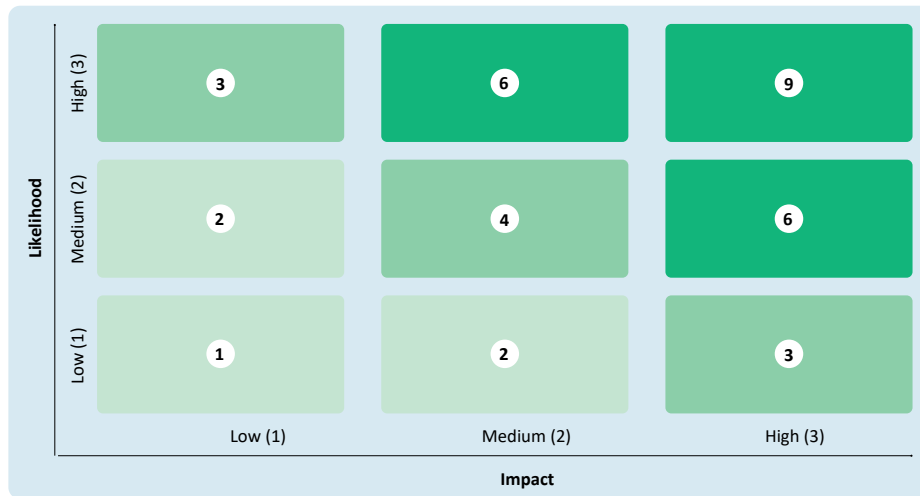 High (3)
3
6
9
Likelihood
Medium (2)
2
4
6
Low (1)
1
2
3
Low (1)
Medium (2)
High (3)
Impact